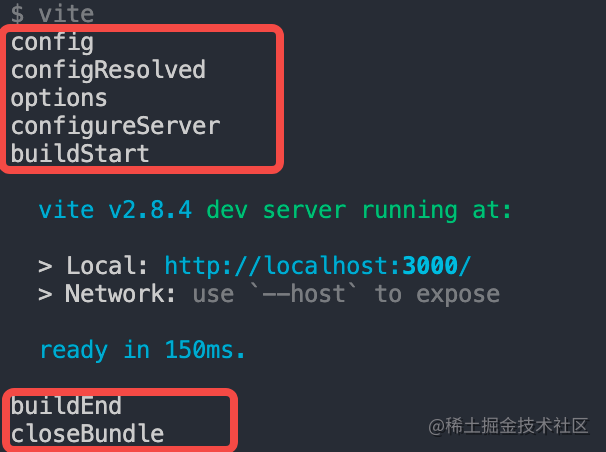 $ vite
config
configResolved
options
configureServer
buildStart
vite v2.8.4 dev server running at:
> Local: http://localhost:3000/
> Network: use `--host` to expose
ready in 150ms.
buildEnd
closeBundle
@稀土掘金技术社区